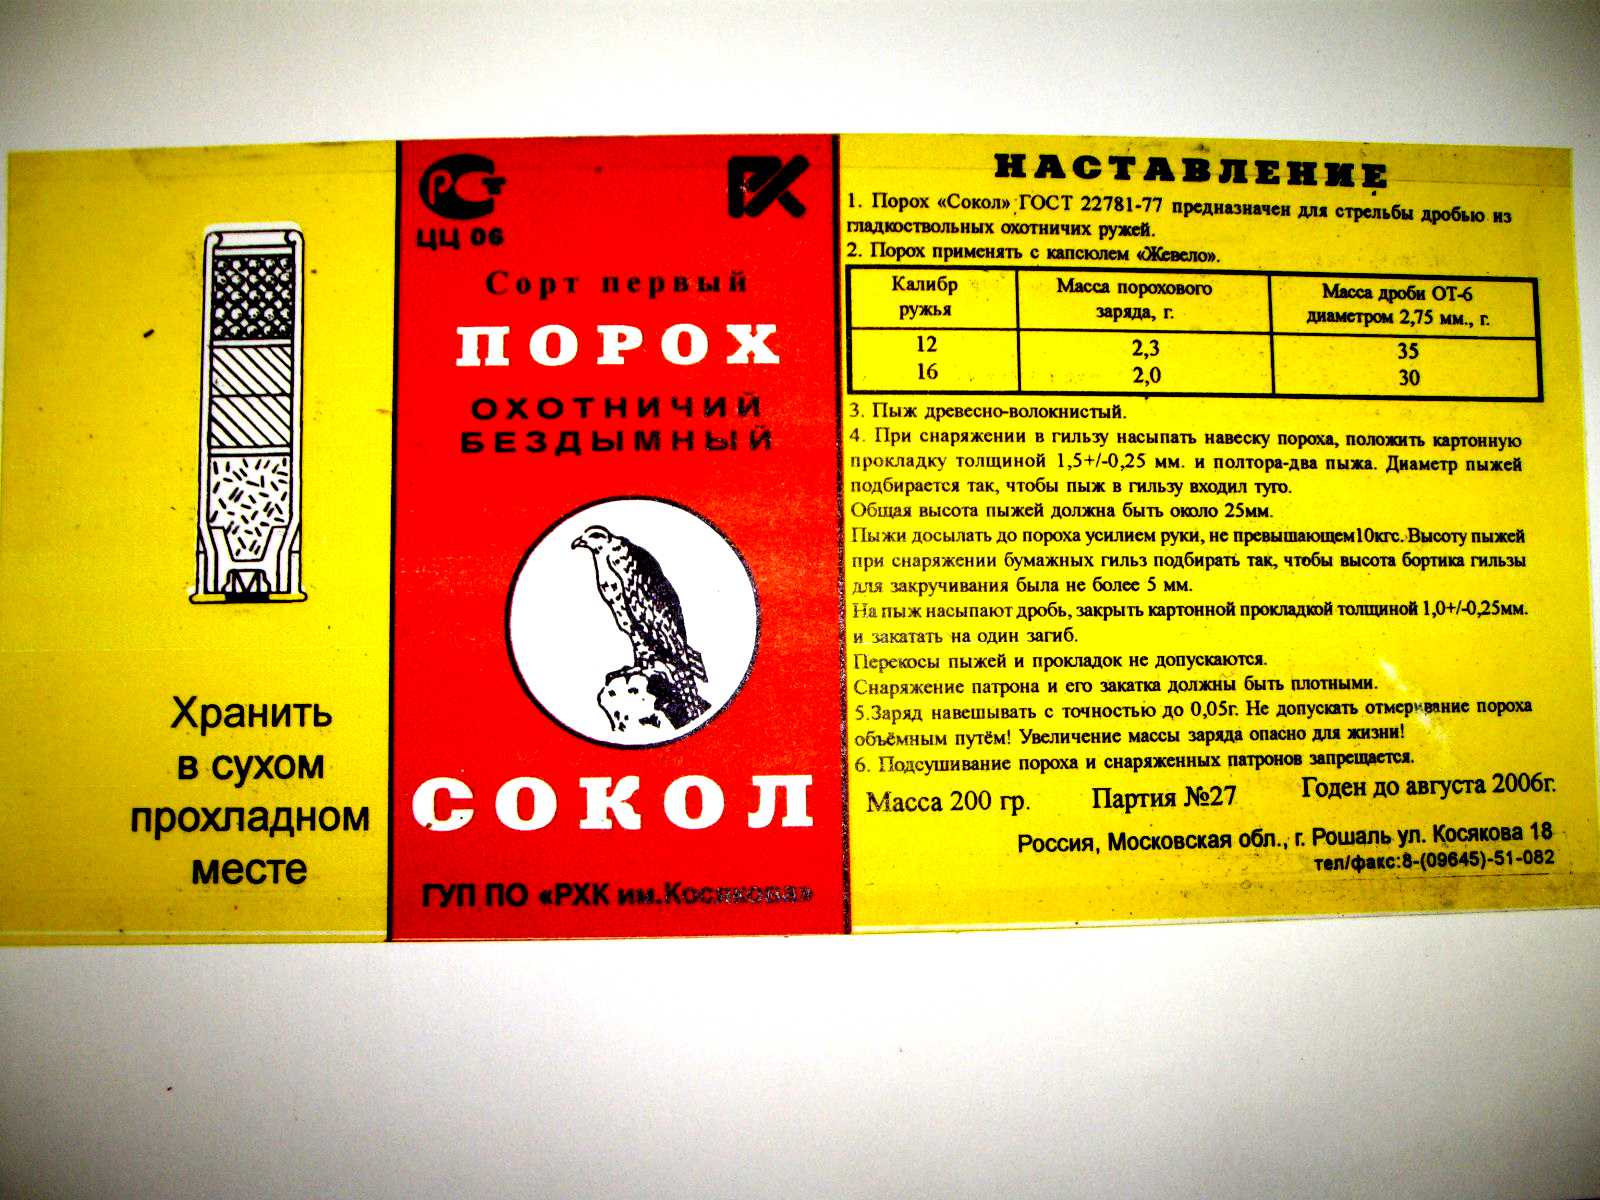 Хранить
в сухом
прохладном
месте
РСТ
ЦЦ 06
Сорт первый
ПОРОХ
ОХОТНИЧИЙ
БЕЗДЫМНЫЙ
СОКОЛ
ГУП ПО «РХК им.Косякова»
НАСТАВЛЕНИЕ
1. Порох «Сокол» ГОСТ 22781-77 предназначен для стрельбы дробью из
гладкоствольных охотничих ружей.
2. Порох применять с капсюлем «Жевело».
Калибр Масса порохового Масса дроби ОТ-6
ружья заряда, г. диаметром 2,75 мм., г.
12 2,3 35
16 2,0 30
3. Пыж древесно-волокнистый.
4. При снаряжении в гильзу насыпать навеску пороха, положить картонную
прокладку толщиной 1,5+/-0,25 мм. и полтора-два пыжа. Диаметр пыжей
подбирается так, чтобы пыж в гильзу входил туго.
Общая высота пыжей должна быть около 25мм.
Пыжи досылать до пороха усилием руки, не превышающем10кгс. Высоту пыжей
при снаряжении бумажных гильз подбирать так, чтобы высота бортика гильзы
для закручивания была не более 5 мм.
На пыж насыпают дробь, закрыть картонной прокладкой толщиной 1,0+/-0,25мм.
и закатать на один загиб.
Перекосы пыжей и прокладок не допускаются.
Снаряжение патрона и его закатка должны быть плотными.
5.Заряд навешывать с точностью до 0,05г. Не допускать отмеривание пороха
объёмным путём! Увеличение массы заряда опасно для жизни!
6. Подсушивание пороха и снаряженных патронов запрещается.
Масса 200 гр. Партия №27 Годен до августа 2006г.
Россия, Московская обл., г. Рошаль ул. Косякова 18
тел/факс:8-(09645)-51-082